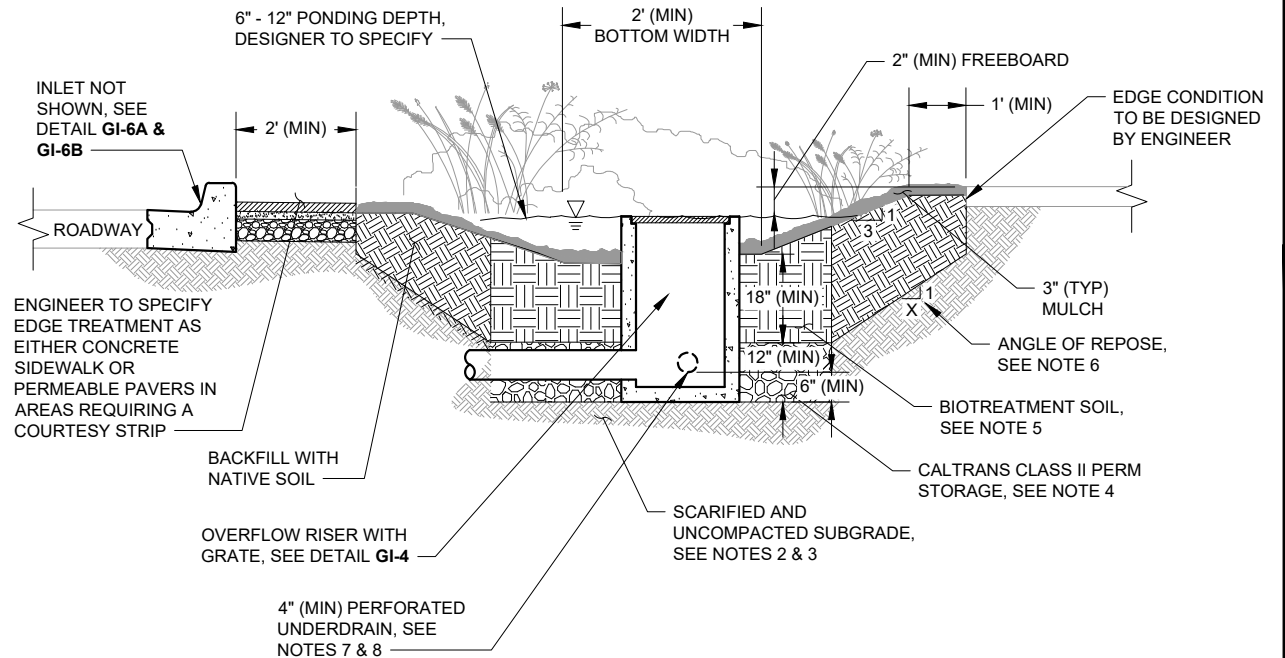 6" - 12" PONDING DEPTH,
DESIGNER TO SPECIFY
2' (MIN)
BOTTOM WIDTH
2" (MIN) FREEBOARD
INLET NOT
SHOWN, SEE
DETAIL GI-6A &
GI-6B
2' (MIN)
1' (MIN)
EDGE CONDITION
TO BE DESIGNED
BY ENGINEER
ROADWAY
1
3
18" (MIN)
3" (TYP)
MULCH
1
X
12" (MIN)
6" (MIN)
ANGLE OF REPOSE,
SEE NOTE 6
ENGINEER TO SPECIFY
EDGE TREATMENT AS
EITHER CONCRETE
SIDEWALK OR
PERMEABLE PAVERS IN
AREAS REQUIRING A
COURTESY STRIP
BIOTREATMENT SOIL,
SEE NOTE 5
BACKFILL WITH
NATIVE SOIL
CALTRANS CLASS II PERM
STORAGE, SEE NOTE 4
OVERFLOW RISER WITH
GRATE, SEE DETAIL GI-4
SCARIFIED AND
UNCOMPACTED SUBGRADE,
SEE NOTES 2 & 3
4" (MIN) PERFORATED
UNDERDRAIN, SEE
NOTES 7 & 8